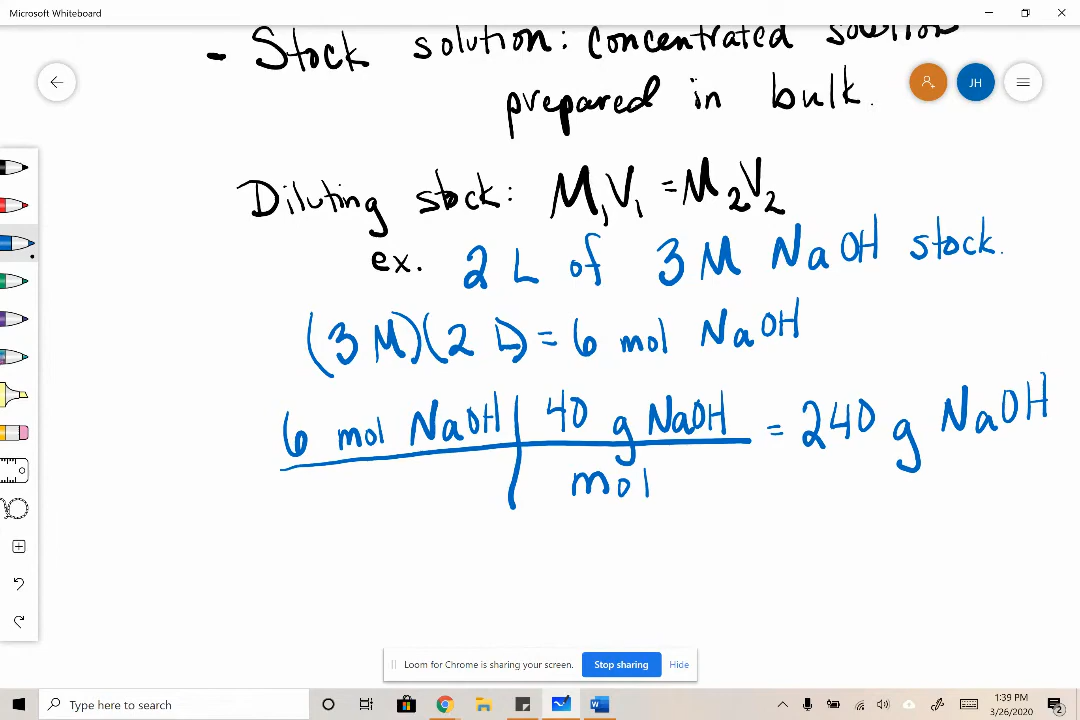 Microsoft Whiteboard
- Stock solution: Concentrated solution
prepared in bulk.
JH
Diluting stock: M₁V₁ = M₂V₂
ex. 2 L of 3 M NaOH stock.
(3 M)(2 L) = 6 mol NaOH
6 mol NaOH | 40 g NaOH = 240 g NaOH
mol
Loom for Chrome is sharing your screen. Stop sharing Hide
Type here to search
1:39 PM
3/26/2020
2